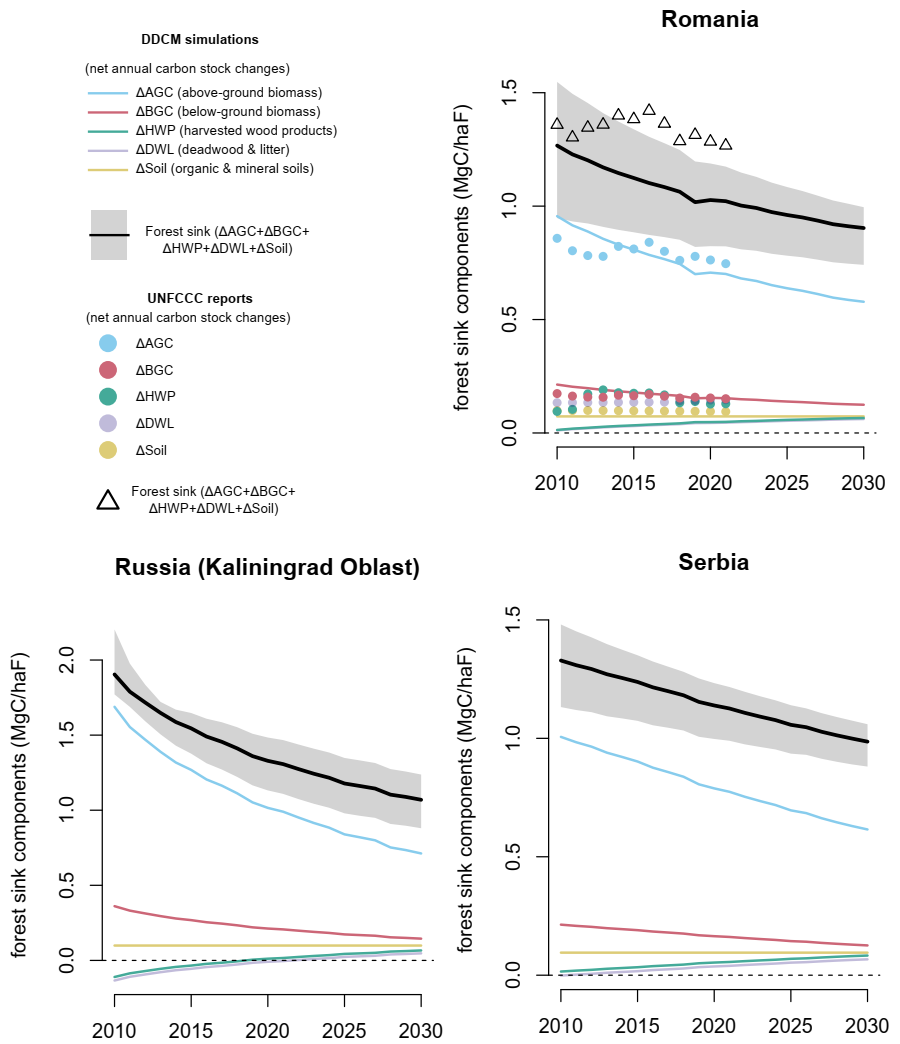 DDCM simulations
(net annual carbon stock changes)
ΔAGC (above-ground biomass)
ΔBGC (below-ground biomass)
ΔHWP (harvested wood products)
ΔDWL (deadwood & litter)
ΔSoil (organic & mineral soils)
Forest sink (ΔAGC+ΔBGC+
ΔHWP+ΔDWL+ΔSoil)
UNFCCC reports
(net annual carbon stock changes)
ΔAGC
ΔBGC
ΔHWP
ΔDWL
ΔSoil
Forest sink (ΔAGC+ΔBGC+
ΔHWP+ΔDWL+ΔSoil)
Romania
forest sink components (MgC/haF)
1.5
1.0
0.5
0.0
2010 2015 2020 2025 2030
Russia (Kaliningrad Oblast)
forest sink components (MgC/haF)
2.0
1.5
1.0
0.5
0.0
2010 2015 2020 2025 2030
Serbia
forest sink components (MgC/haF)
1.5
1.0
0.5
0.0
2010 2015 2020 2025 2030